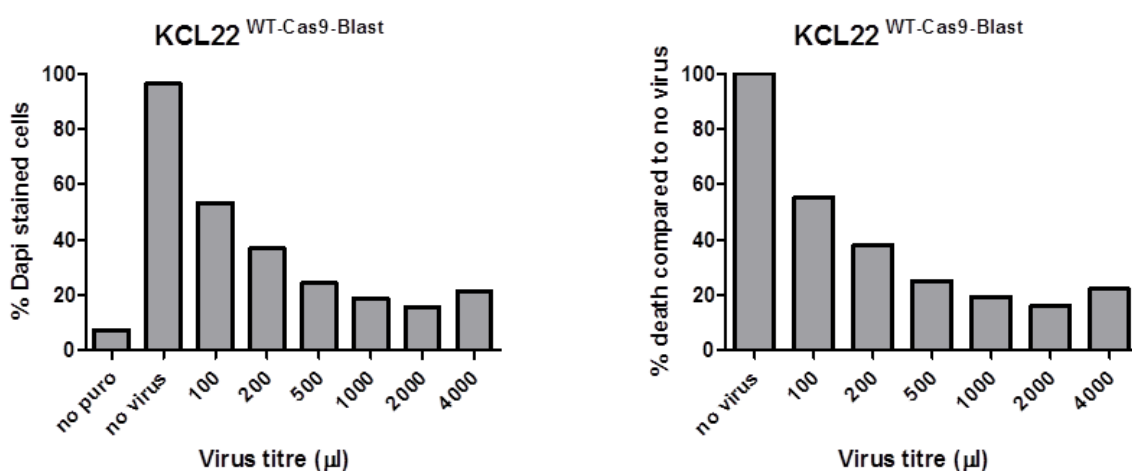 KCL22 WT-Cas9-Blast
% Dapi stained cells
100
80
60
40
20
0
no puro
no virus
100
200
500
1000
2000
4000
Virus titre (µl)
KCL22 WT-Cas9-Blast
% death compared to no virus
100
80
60
40
20
0
no virus
100
200
500
1000
2000
4000
Virus titre (µl)